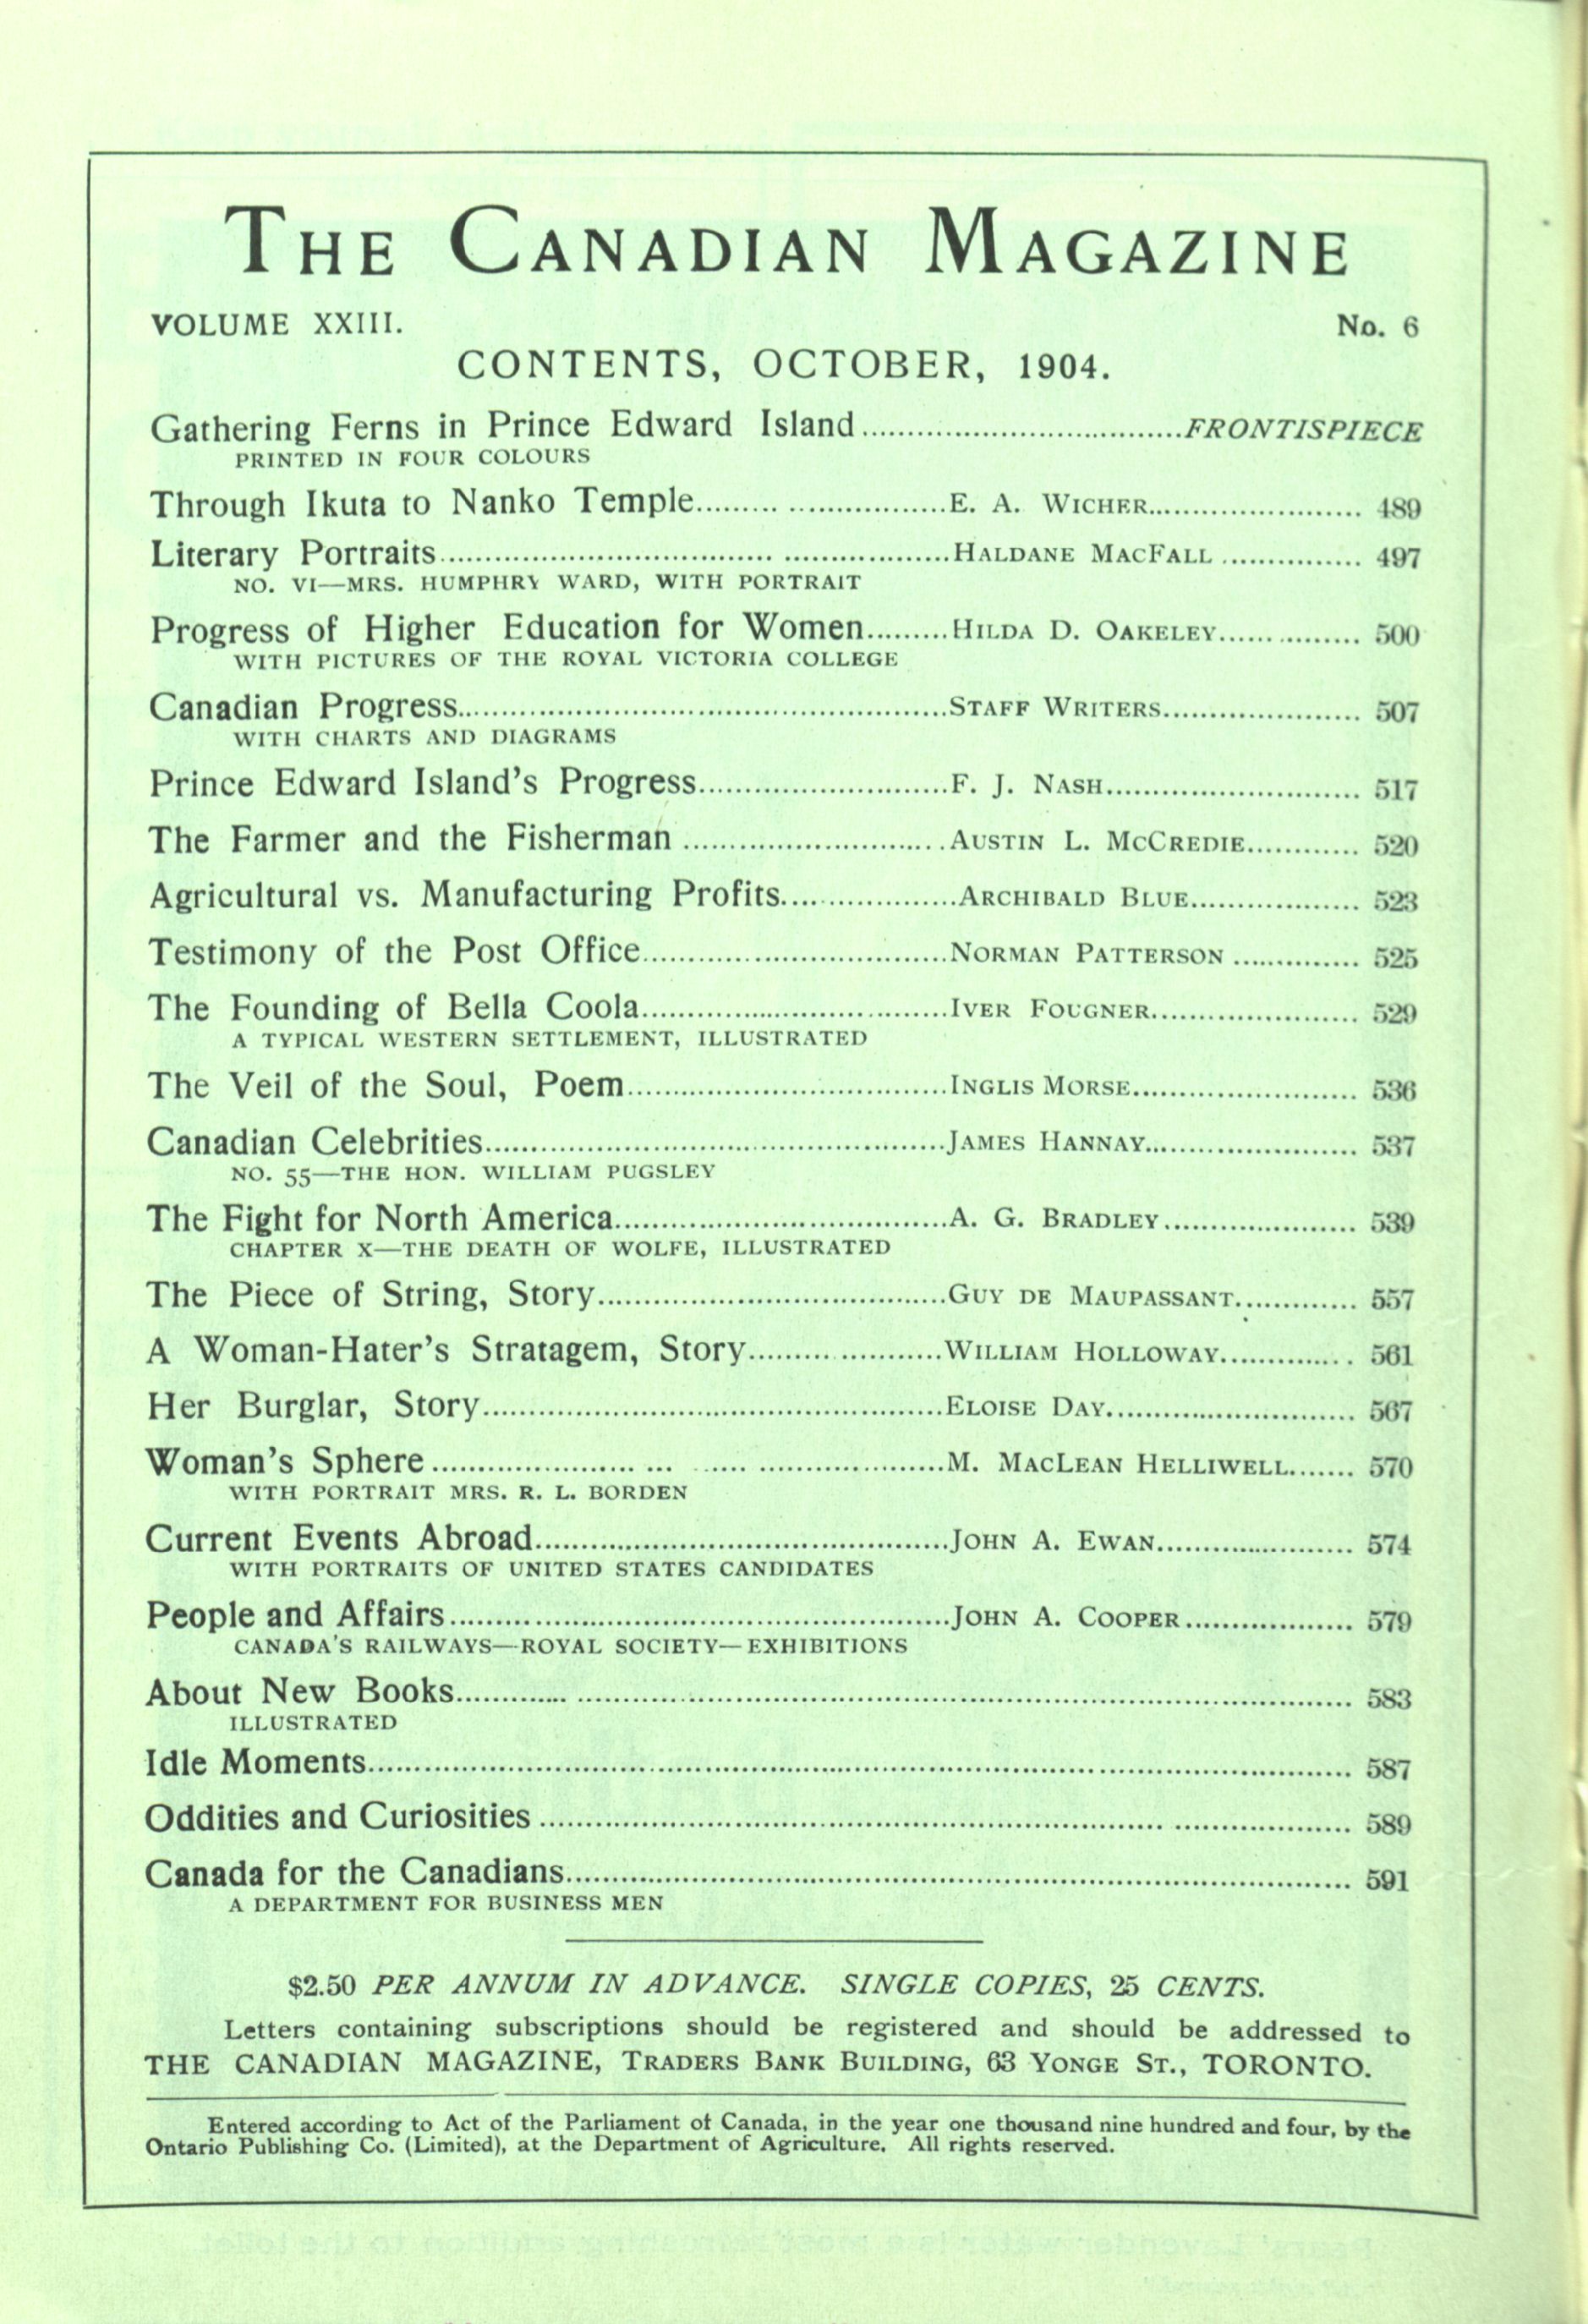 THE CANADIAN MAGAZINE
VOLUME XXIII. No. 6
CONTENTS, OCTOBER, 1904.
Gathering Ferns in Prince Edward Island.....FRONTISPIECE
PRINTED IN FOUR COLOURS
Through Ikuta to Nanko Temple.....E. A. WICHER..... 489
Literary Portraits.....HALDANE MACFALL..... 497
NO. VI—MRS. HUMPHRY WARD, WITH PORTRAIT
Progress of Higher Education for Women.....HILDA D. OAKELEY..... 500
WITH PICTURES OF THE ROYAL VICTORIA COLLEGE
Canadian Progress.....STAFF WRITERS..... 507
WITH CHARTS AND DIAGRAMS
Prince Edward Island's Progress.....F. J. NASH..... 517
The Farmer and the Fisherman.....AUSTIN L. MCCREDIE..... 520
Agricultural vs. Manufacturing Profits.....ARCHIBALD BLUE..... 523
Testimony of the Post Office.....NORMAN PATTERSON..... 525
The Founding of Bella Coola.....IVER FOUGNER..... 529
A TYPICAL WESTERN SETTLEMENT, ILLUSTRATED
The Veil of the Soul, Poem.....INGLIS MORSE..... 536
Canadian Celebrities.....JAMES HANNAY..... 537
NO. 55—THE HON. WILLIAM PUGSLEY
The Fight for North America.....A. G. BRADLEY..... 539
CHAPTER X—THE DEATH OF WOLFE, ILLUSTRATED
The Piece of String, Story.....GUY DE MAUPASSANT..... 557
A Woman-Hater's Stratagem, Story.....WILLIAM HOLLOWAY..... 561
Her Burglar, Story.....ELOISE DAY..... 567
Woman's Sphere.....M. MACLEAN HELLIWELL..... 570
WITH PORTRAIT MRS. R. L. BORDEN
Current Events Abroad.....JOHN A. EWAN..... 574
WITH PORTRAITS OF UNITED STATES CANDIDATES
People and Affairs.....JOHN A. COOPER..... 579
CANADA'S RAILWAYS—ROYAL SOCIETY—EXHIBITIONS
About New Books..... 583
ILLUSTRATED
Idle Moments..... 587
Oddities and Curiosities..... 589
Canada for the Canadians..... 591
A DEPARTMENT FOR BUSINESS MEN
$2.50 PER ANNUM IN ADVANCE. SINGLE COPIES, 25 CENTS.
Letters containing subscriptions should be registered and should be addressed to
THE CANADIAN MAGAZINE, TRADERS BANK BUILDING, 63 YONGE ST., TORONTO.
Entered according to Act of the Parliament of Canada, in the year one thousand nine hundred and four, by the
Ontario Publishing Co. (Limited), at the Department of Agriculture. All rights reserved.